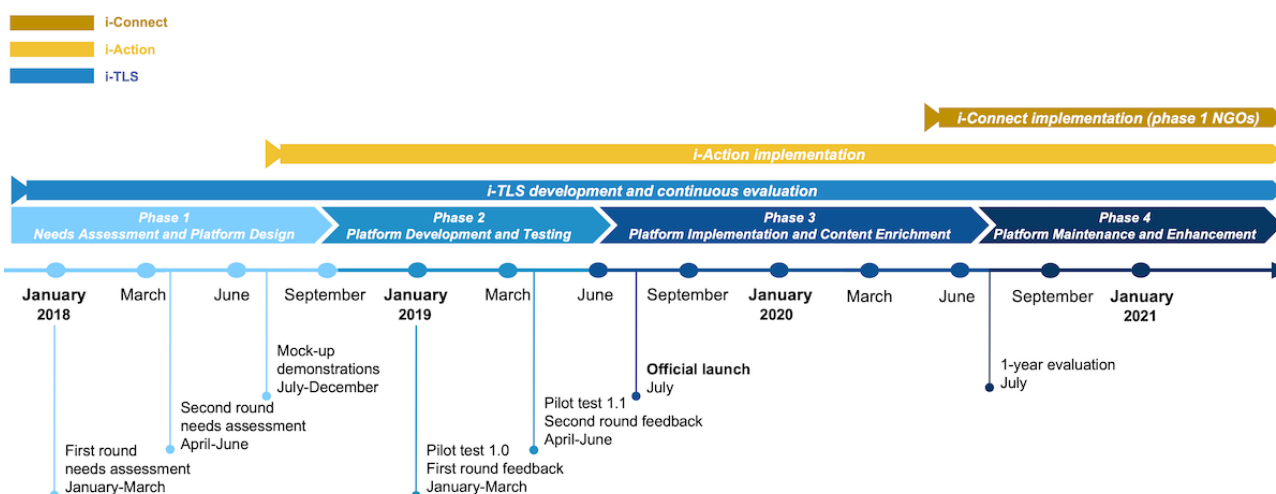 i-Connect
i-Action
i-TLS
i-Connect implementation (phase 1 NGOs)
i-Action implementation
i-TLS development and continuous evaluation
Phase 1
Needs Assessment and Platform Design
Phase 2
Platform Development and Testing
Phase 3
Platform Implementation and Content Enrichment
Phase 4
Platform Maintenance and Enhancement
January
2018
March
June
September
January
2019
March
June
September
January
2020
March
June
September
January
2021
First round
needs assessment
January-March
Second round
needs assessment
April-June
Mock-up
demonstrations
July-December
Pilot test 1.0
First round feedback
January-March
Pilot test 1.1
Second round feedback
April-June
Official launch
July
1-year evaluation
July